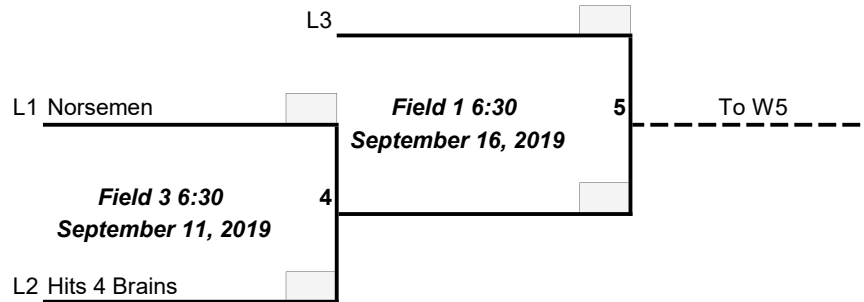 L3
L1 Norsemen
Field 1 6:30
5
To W5
September 16, 2019
Field 3 6:30
4
September 11, 2019
L2 Hits 4 Brains